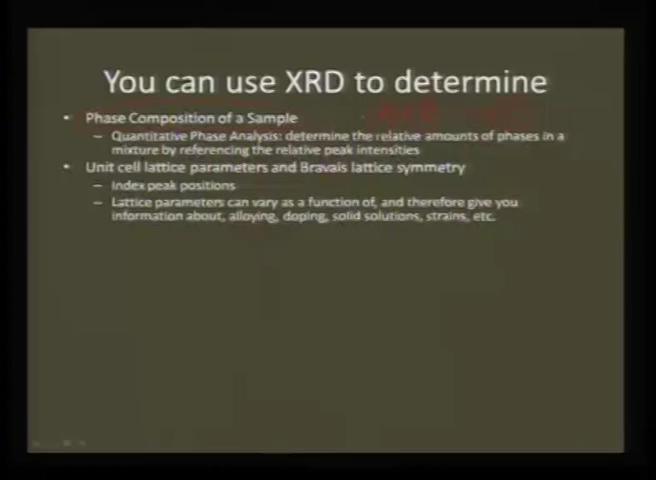 You can use XRD to determine
• Phase Composition of a Sample
– Quantitative Phase Analysis: determine the relative amounts of phases in a
mixture by referencing the relative peak intensities
• Unit cell lattice parameters and Bravais lattice symmetry
– Index peak positions
– Lattice parameters can vary as a function of, and therefore give you
information about, alloying, doping, solid solutions, strains, etc.